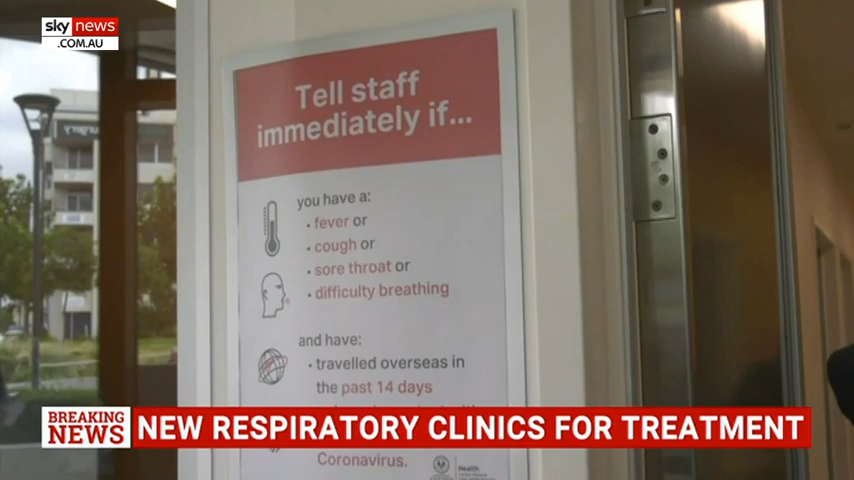 sky news
.COM.AU
Tell staff
immediately if...
you have a:
• fever or
• cough or
• sore throat or
• difficulty breathing
and have:
• travelled overseas in
the past 14 days
BREAKING
NEWS
NEW RESPIRATORY CLINICS FOR TREATMENT
Coronavirus.
Health